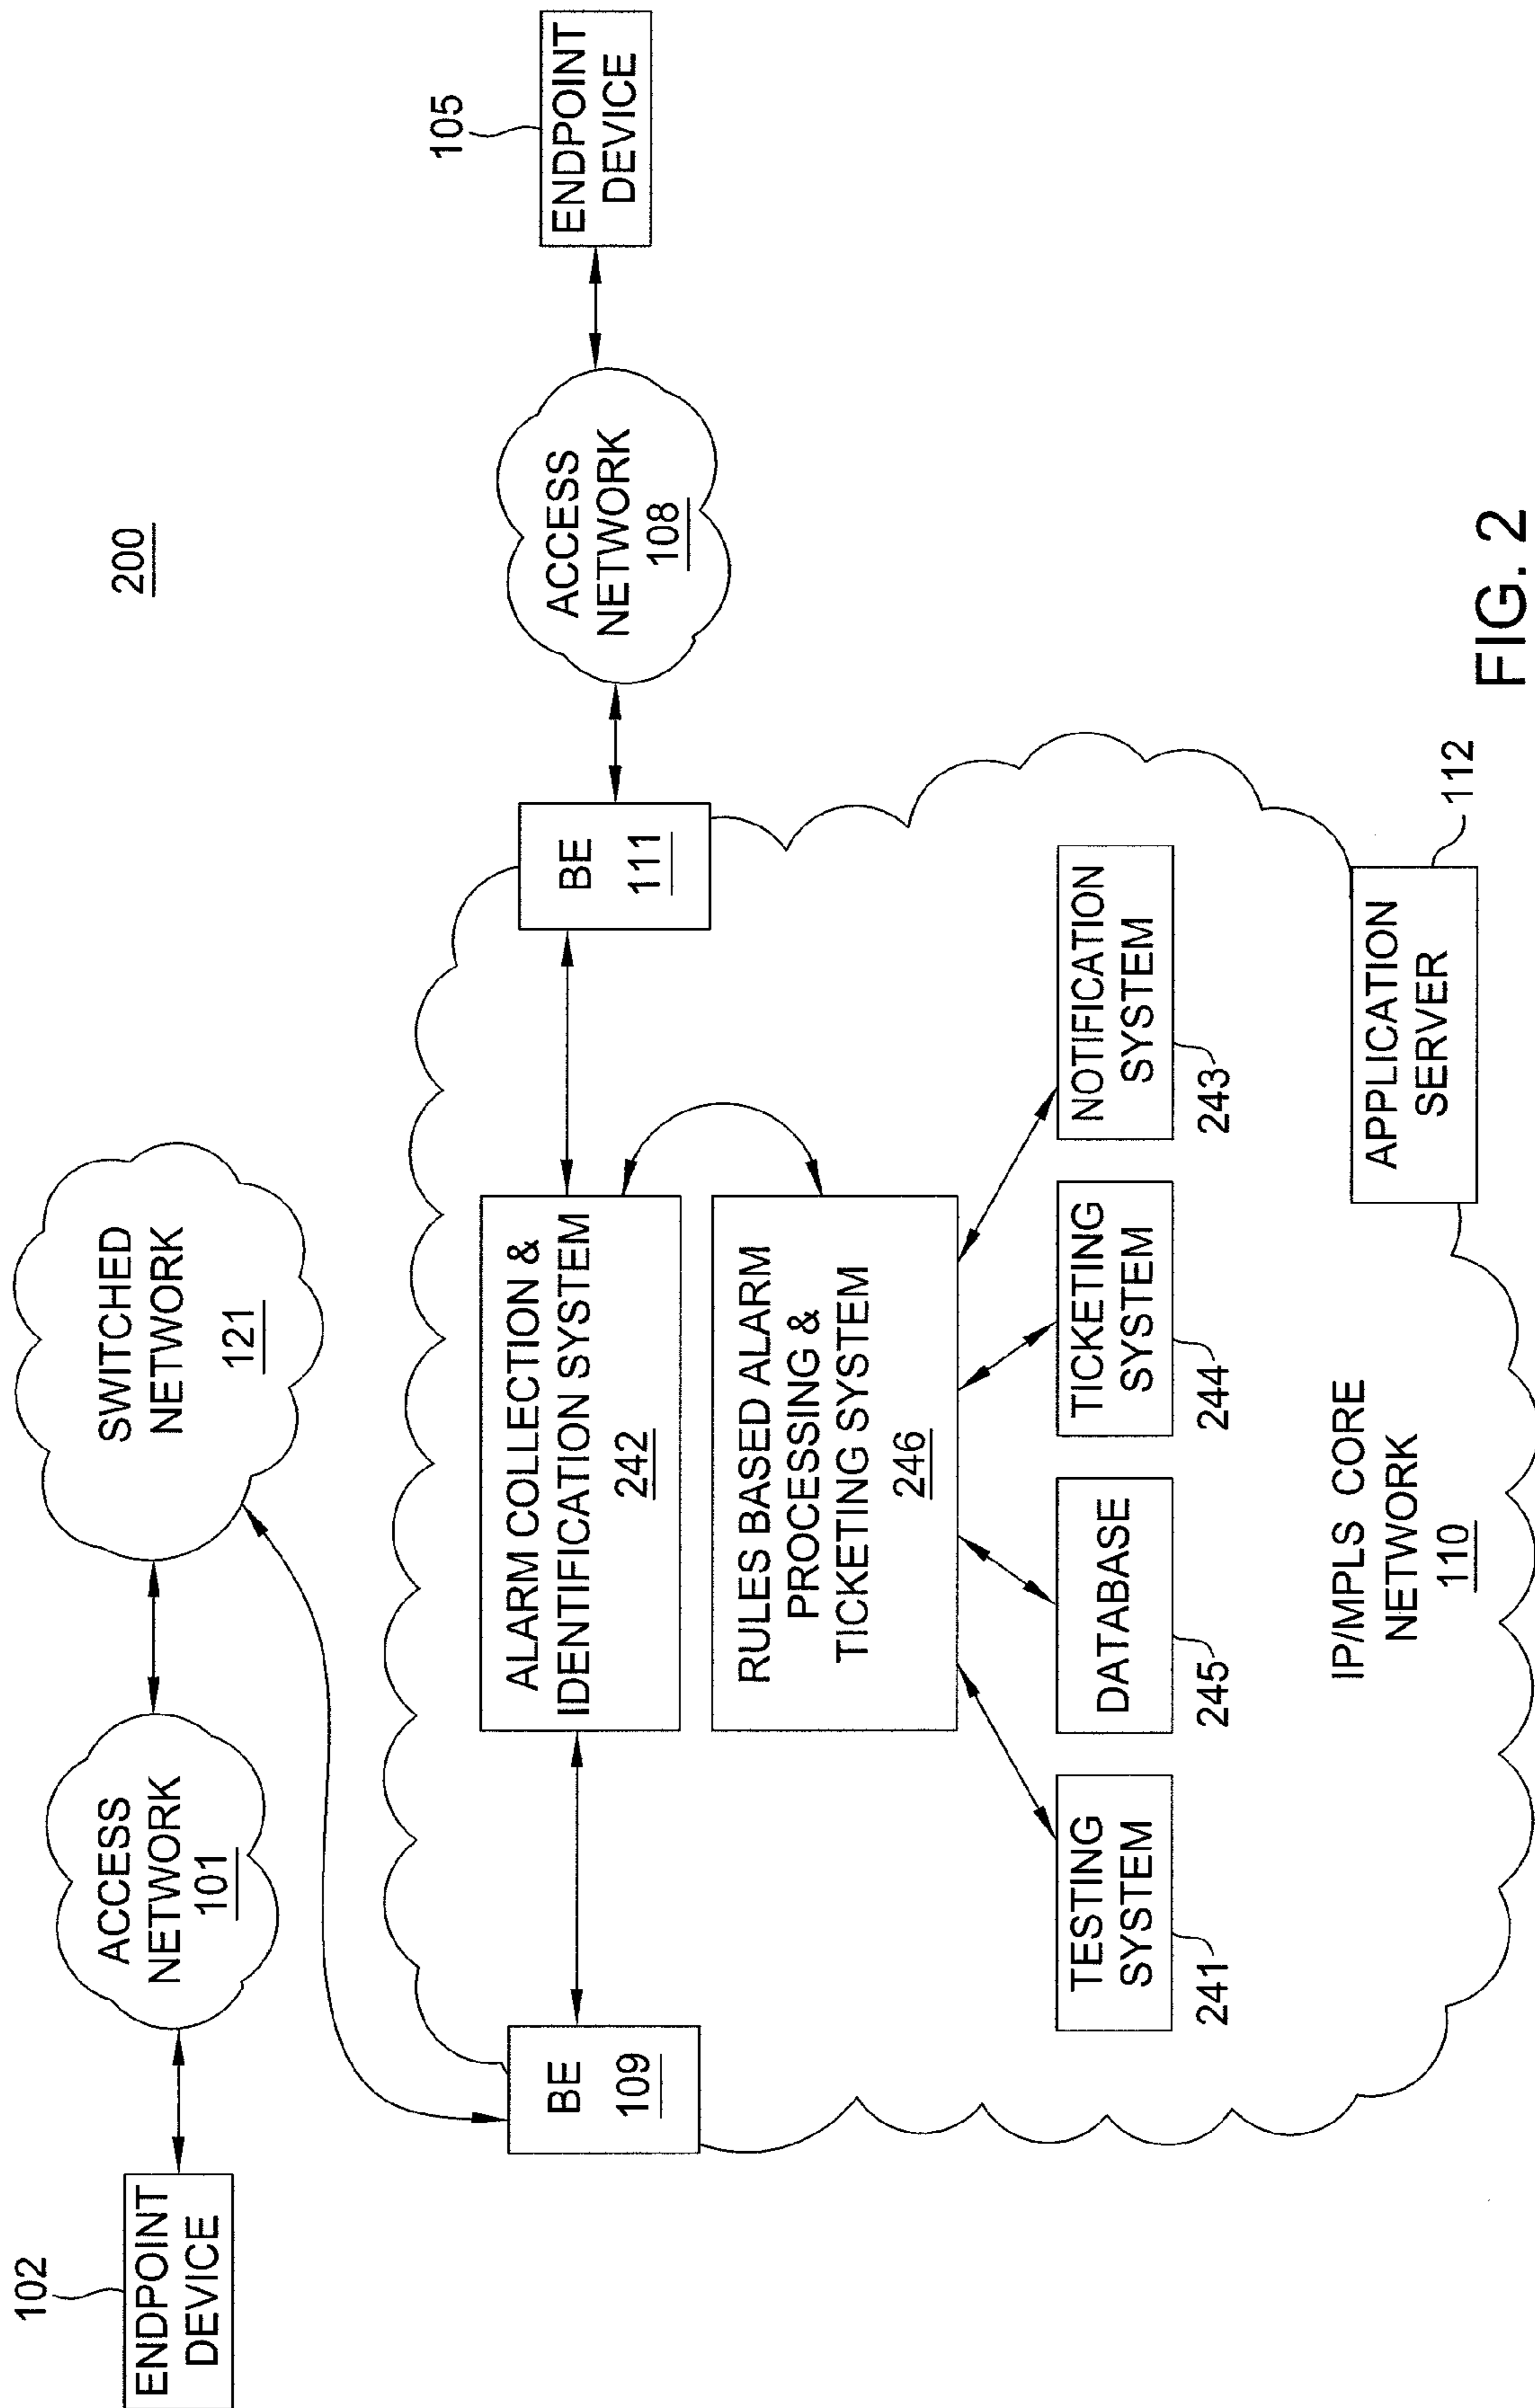 200
102
ENDPOINT
DEVICE
ACCESS
NETWORK
101
SWITCHED
NETWORK
121
105
ENDPOINT
DEVICE
ACCESS
NETWORK
108
BE
109
ALARM COLLECTION &
IDENTIFICATION SYSTEM
242
BE
111
RULES BASED ALARM
PROCESSING &
TICKETING SYSTEM
246
TESTING
SYSTEM
241
DATABASE
245
TICKETING
SYSTEM
244
NOTIFICATION
SYSTEM
243
IP/MPLS CORE
NETWORK
110
APPLICATION
SERVER
112
FIG. 2